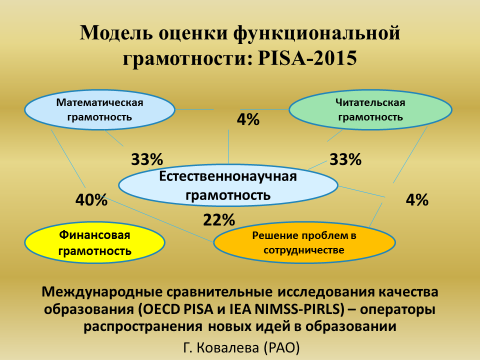 Модель оценки функциональной
грамотности: PISA-2015
Математическая
грамотность
4%
Читательская
грамотность
33%
33%
Естественнонаучная
грамотность
40%
4%
22%
Финансовая
грамотность
Решение проблем в
сотрудничестве
Международные сравнительные исследования качества
образования (OECD PISA и IEA NIMSS-PIRLS) – операторы
распространения новых идей в образовании
Г. Ковалева (РАО)